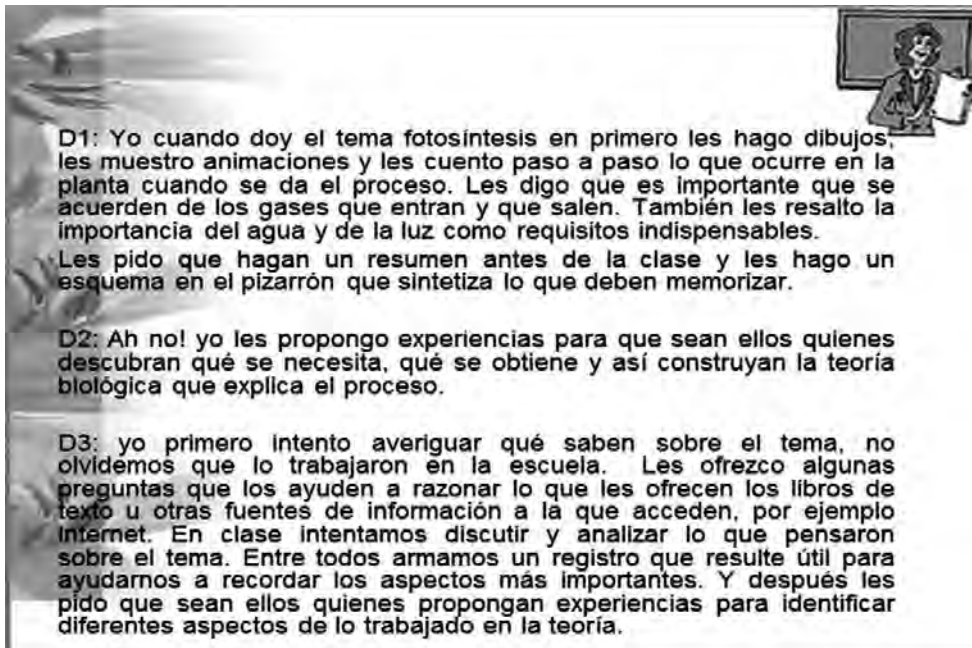 D1: Yo cuando doy el tema fotosíntesis en primero les hago dibujos,
les muestro animaciones y les cuento paso a paso lo que ocurre en la
planta cuando se da el proceso. Les digo que es importante que se
acuerden de los gases que entran y que salen. También les resalto la
importancia del agua y de la luz como requisitos indispensables.
Les pido que hagan un resumen antes de la clase y les hago un
esquema en el pizarrón que sintetiza lo que deben memorizar.
D2: Ah no! yo les propongo experiencias para que sean ellos quienes
descubran qué se necesita, qué se obtiene y así construyan la teoría
biológica que explica el proceso.
D3: yo primero intento averiguar qué saben sobre el tema, no
olvidemos que lo trabajaron en la escuela. Les ofrezco algunas
preguntas que los ayuden a razonar lo que les ofrecen los libros de
texto u otras fuentes de información a la que acceden, por ejemplo
Internet. En clase intentamos discutir y analizar lo que pensaron
sobre el tema. Entre todos armamos un registro que resulte útil para
ayudarnos a recordar los aspectos más importantes. Y después les
pido que sean ellos quienes propongan experiencias para identificar
diferentes aspectos de lo trabajado en la teoría.